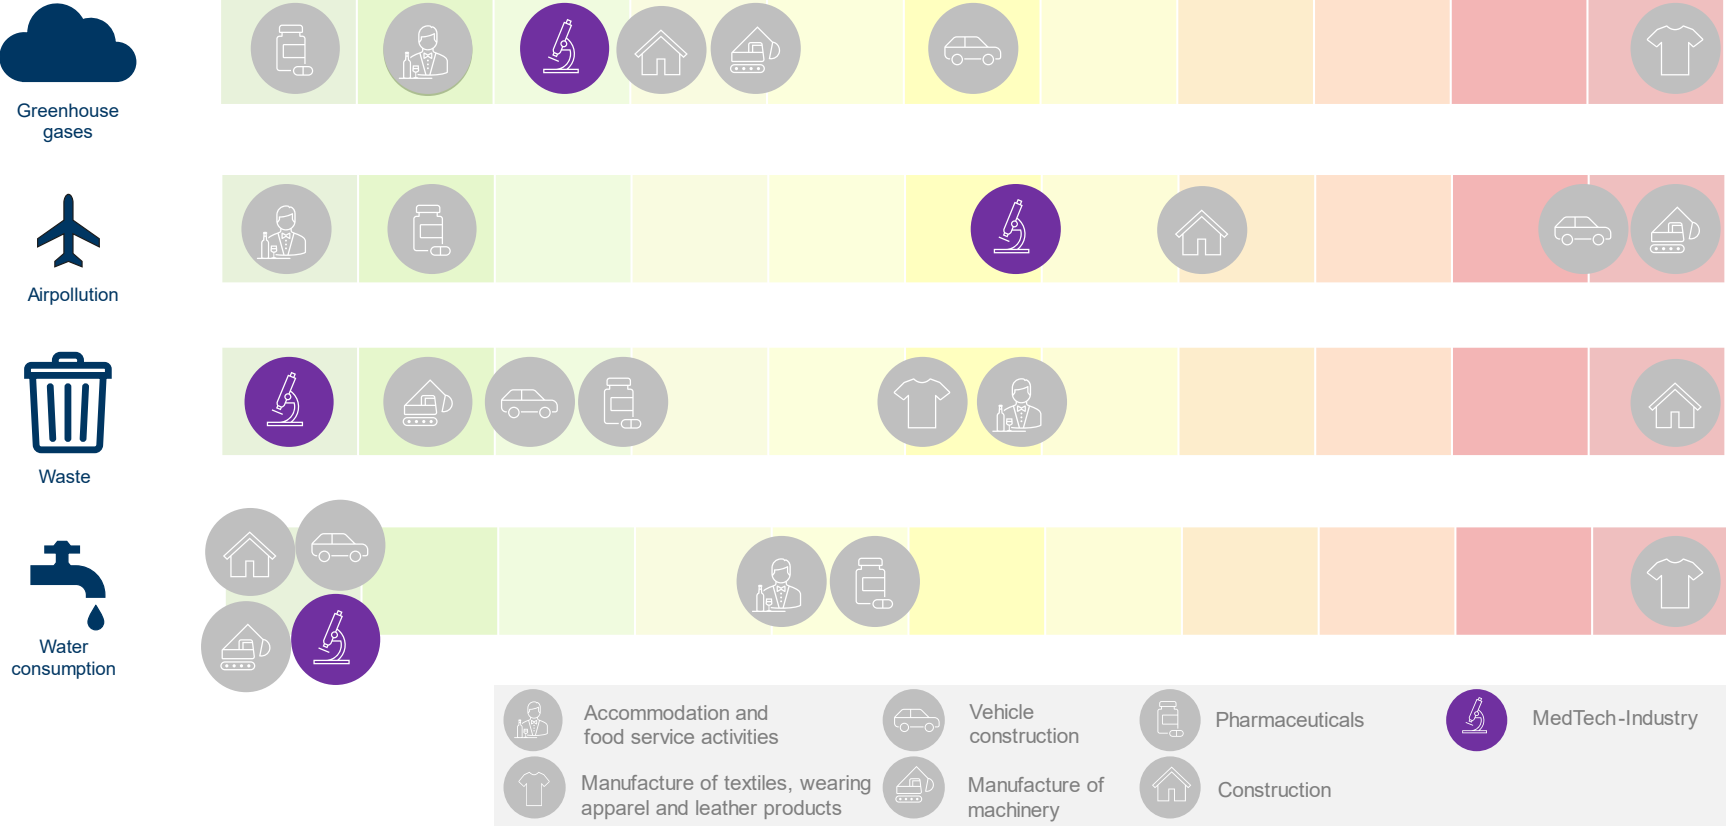 Greenhouse
gases
Airpollution
Waste
Water
consumption
Accommodation and
food service activities
Vehicle
construction
Pharmaceuticals
MedTech-Industry
Manufacture of textiles, wearing
apparel and leather products
Manufacture of
machinery
Construction